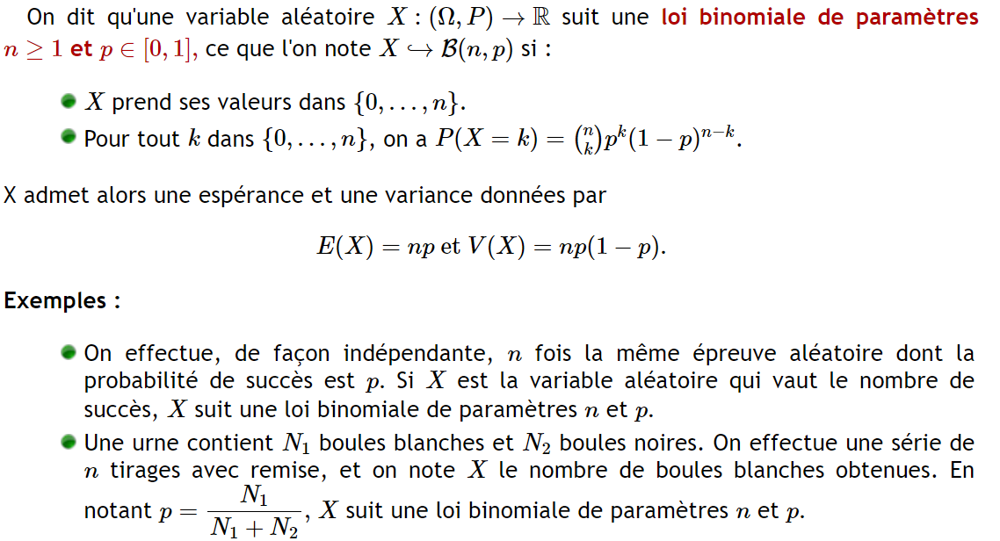 On dit qu'une variable aléatoire $X : (\Omega, P) \to \mathbb{R}$ suit une loi binomiale de paramètres
$n \geq 1$ et $p \in [0, 1]$, ce que l'on note $X \hookrightarrow \mathcal{B}(n, p)$ si :
$X$ prend ses valeurs dans $\{0, \ldots, n\}$.
Pour tout $k$ dans $\{0, \ldots, n\}$, on a $P(X = k) = \binom{n}{k} p^k (1 - p)^{n-k}$.
X admet alors une espérance et une variance données par
$E(X) = np$ et $V(X) = np(1 - p)$.
Exemples :
On effectue, de façon indépendante, $n$ fois la même épreuve aléatoire dont la
probabilité de succès est $p$. Si $X$ est la variable aléatoire qui vaut le nombre de
succès, $X$ suit une loi binomiale de paramètres $n$ et $p$.
Une urne contient $N_1$ boules blanches et $N_2$ boules noires. On effectue une série de
$n$ tirages avec remise, et on note $X$ le nombre de boules blanches obtenues. En
notant $p = \dfrac{N_1}{N_1 + N_2}$, $X$ suit une loi binomiale de paramètres $n$ et $p$.